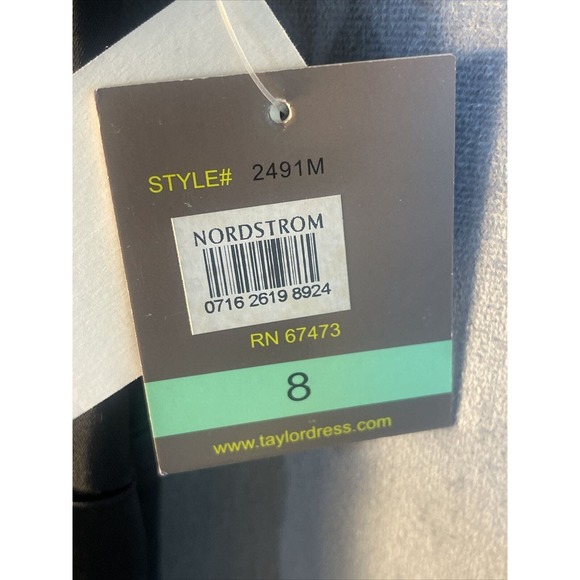 STYLE# 2491M
NORDSTROM
0716 2619 8924
RN 67473
8
www.taylordress.com